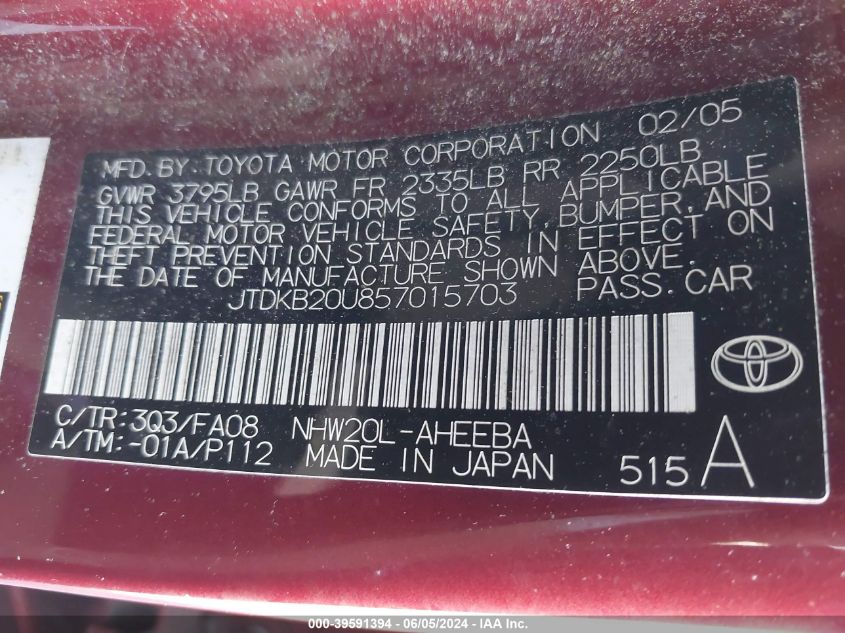 MFD.BY TOYOTA MOTOR CORPORATION 02/05
GVWR 3795LB GAWR FR 2335LB RR 2250LB
THIS VEHICLE CONFORMS TO ALL APPLICABLE
FEDERAL MOTOR VEHICLE SAFETY,BUMPER,AND
THEFT PREVENTION STANDARDS IN EFFECT ON
THE DATE OF MANUFACTURE SHOWN ABOVE.
JTDKB20U857015703 PASS.CAR
C/TR:3Q3/FA08 NHW20L-AHEEBA
A/TM:-01A/P112 MADE IN JAPAN 515 A
000-39591394 - 06/05/2024 - IAA Inc.